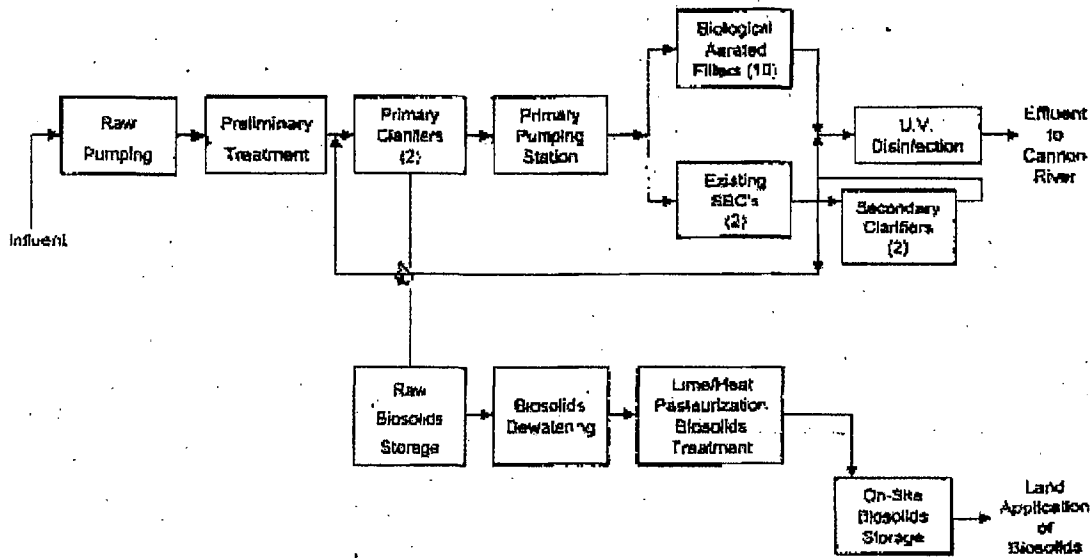 Raw
Pumping
Preliminary
Treatment
Primary
Clarifiers
(2)
Primary
Pumping
Station
Biological
Aerated
Filters (10)
Existing
SBC's
(2)
Secondary
Clarifiers
(2)
U.V.
Disinfection
Effluent
to
Cannon
River
Influent
Raw
Biosolids
Storage
Biosolids
Dewatering
Lime/Heat
Pasteurization
Biosolids
Treatment
On-Site
Biosolids
Storage
Land
Application
of
Biosolids